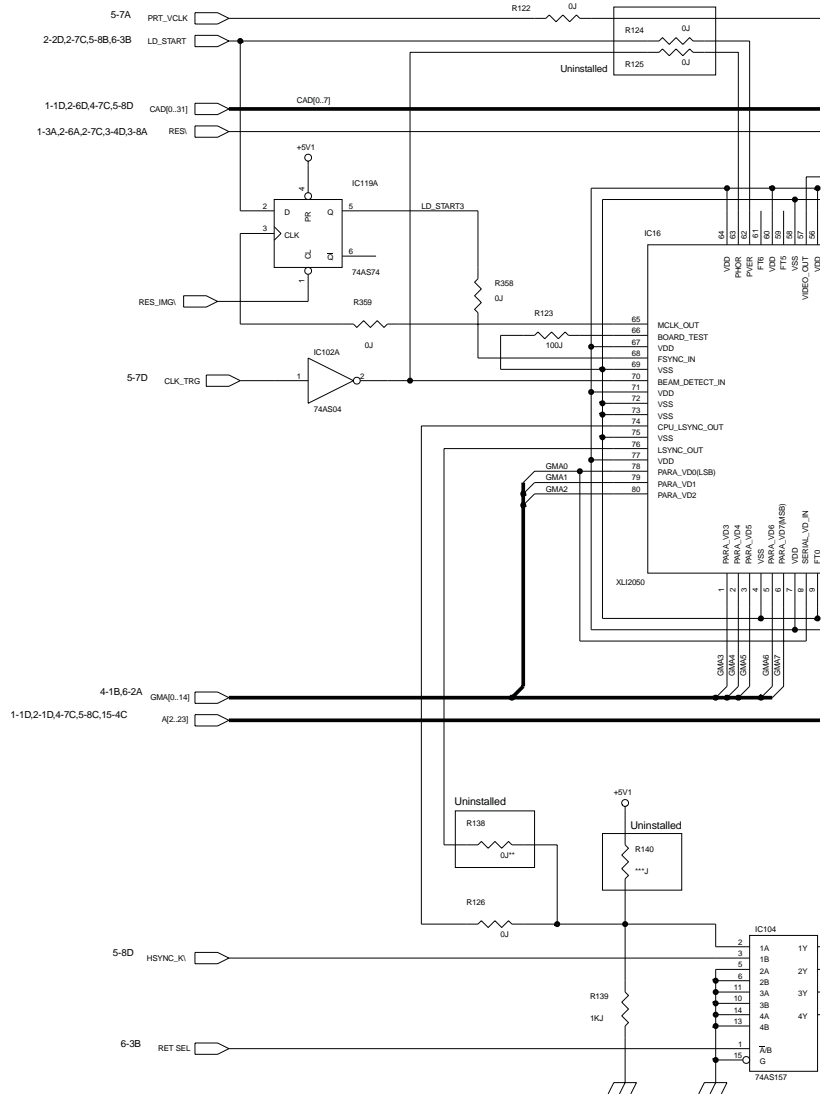 5-7A PRT_VCLK
R122 0J
2-2D,2-7C,5-8B,6-3B LD_START
R124 0J
R125 0J
Uninstalled
1-1D,2-6D,4-7C,5-8D CAD[0..31]
CAD[0..7]
1-3A,2-6A,2-7C,3-4D,3-8A RES\
+5V1
IC119A
4
2 D PR Q 5
LD_START3
3 CLK
CL Q 6
1
74AS74
RES_IMG\
R358
0J
R359
0J
R123
100J
IC102A
5-7D CLK_TRG
1 2
74AS04
IC16
64 63 62 61 60 59 58 57 56
VDD PHOR PVER FT6 VDD FT5 VSS VIDEO_OUT VDD
65 MCLK_OUT
66 BOARD_TEST
67 VDD
68 FSYNC_IN
69 VSS
70 BEAM_DETECT_IN
71 VDD
72 VSS
73 VSS
74 CPU_LSYNC_OUT
75 VSS
76 LSYNC_OUT
77 VDD
GMA0 78 PARA_VD0(LSB)
GMA1 79 PARA_VD1
GMA2 80 PARA_VD2
PARA_VD3 PARA_VD4 PARA_VD5 VSS PARA_VD6 PARA_VD7(MSB) VDD SERIAL_VD_IN FT0
1 2 3 4 5 6 7 8 9
XLI2050
GMA3 GMA4 GMA5 GMA6 GMA7
4-1B,6-2A GMA[0..14]
1-1D,2-1D,4-7C,5-8C,15-4C A[2..23]
Uninstalled
R138
0J**
+5V1
Uninstalled
R140
***J
R126
0J
5-8D HSYNC_K\
R139
1KJ
6-3B RET SEL
IC104
2 1A 1Y
3 1B
5 2A 2Y
6 2B
11 3A 3Y
10 3B
14 4A 4Y
13 4B
1 A/B
15 G
74AS157